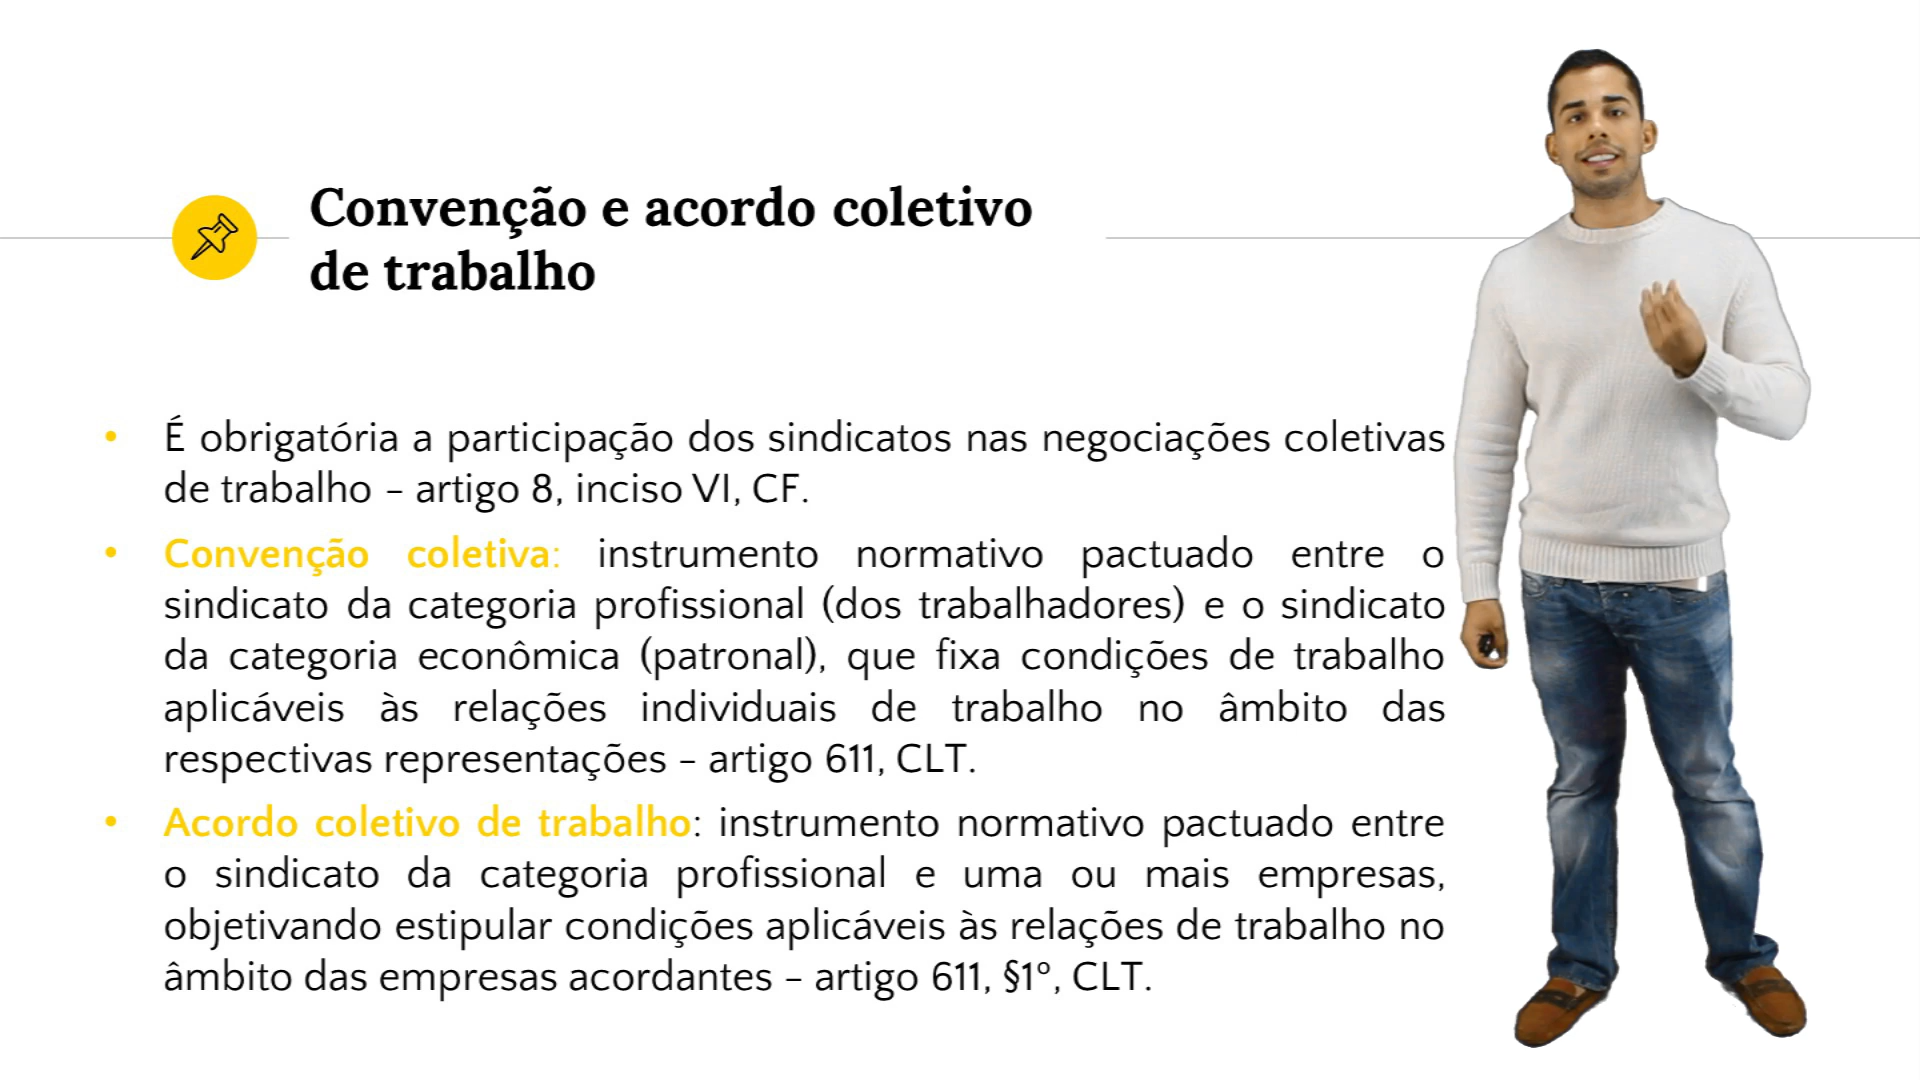 Convenção e acordo coletivo
de trabalho
• É obrigatória a participação dos sindicatos nas negociações coletivas
de trabalho – artigo 8, inciso VI, CF.
• Convenção coletiva: instrumento normativo pactuado entre o
sindicato da categoria profissional (dos trabalhadores) e o sindicato
da categoria econômica (patronal), que fixa condições de trabalho
aplicáveis às relações individuais de trabalho no âmbito das
respectivas representações – artigo 611, CLT.
• Acordo coletivo de trabalho: instrumento normativo pactuado entre
o sindicato da categoria profissional e uma ou mais empresas,
objetivando estipular condições aplicáveis às relações de trabalho no
âmbito das empresas acordantes – artigo 611, §1º, CLT.